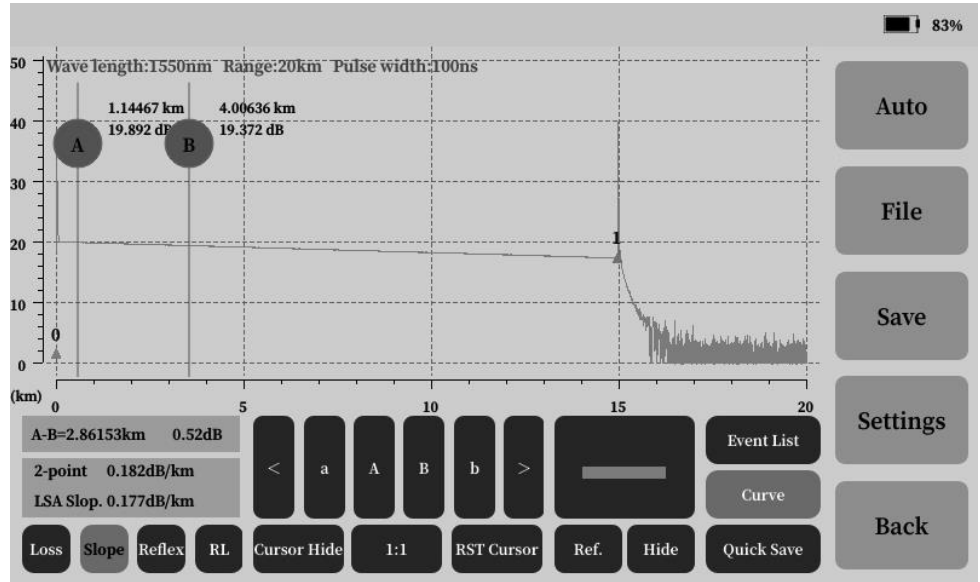 83%
Wave length:1550nm Range:20km Pulse width:100ns
50
40
30
20
10
0
1.14467 km
19.892 dB
4.00636 km
19.372 dB
A
B
0
1
(km)
0
5
10
15
20
A-B=2.86153km 0.52dB
2-point 0.182dB/km
LSA Slop. 0.177dB/km
<
a
A
B
b
>
Event List
Curve
Loss
Slope
Reflex
RL
Cursor Hide
1:1
RST Cursor
Ref.
Hide
Quick Save
Auto
File
Save
Settings
Back